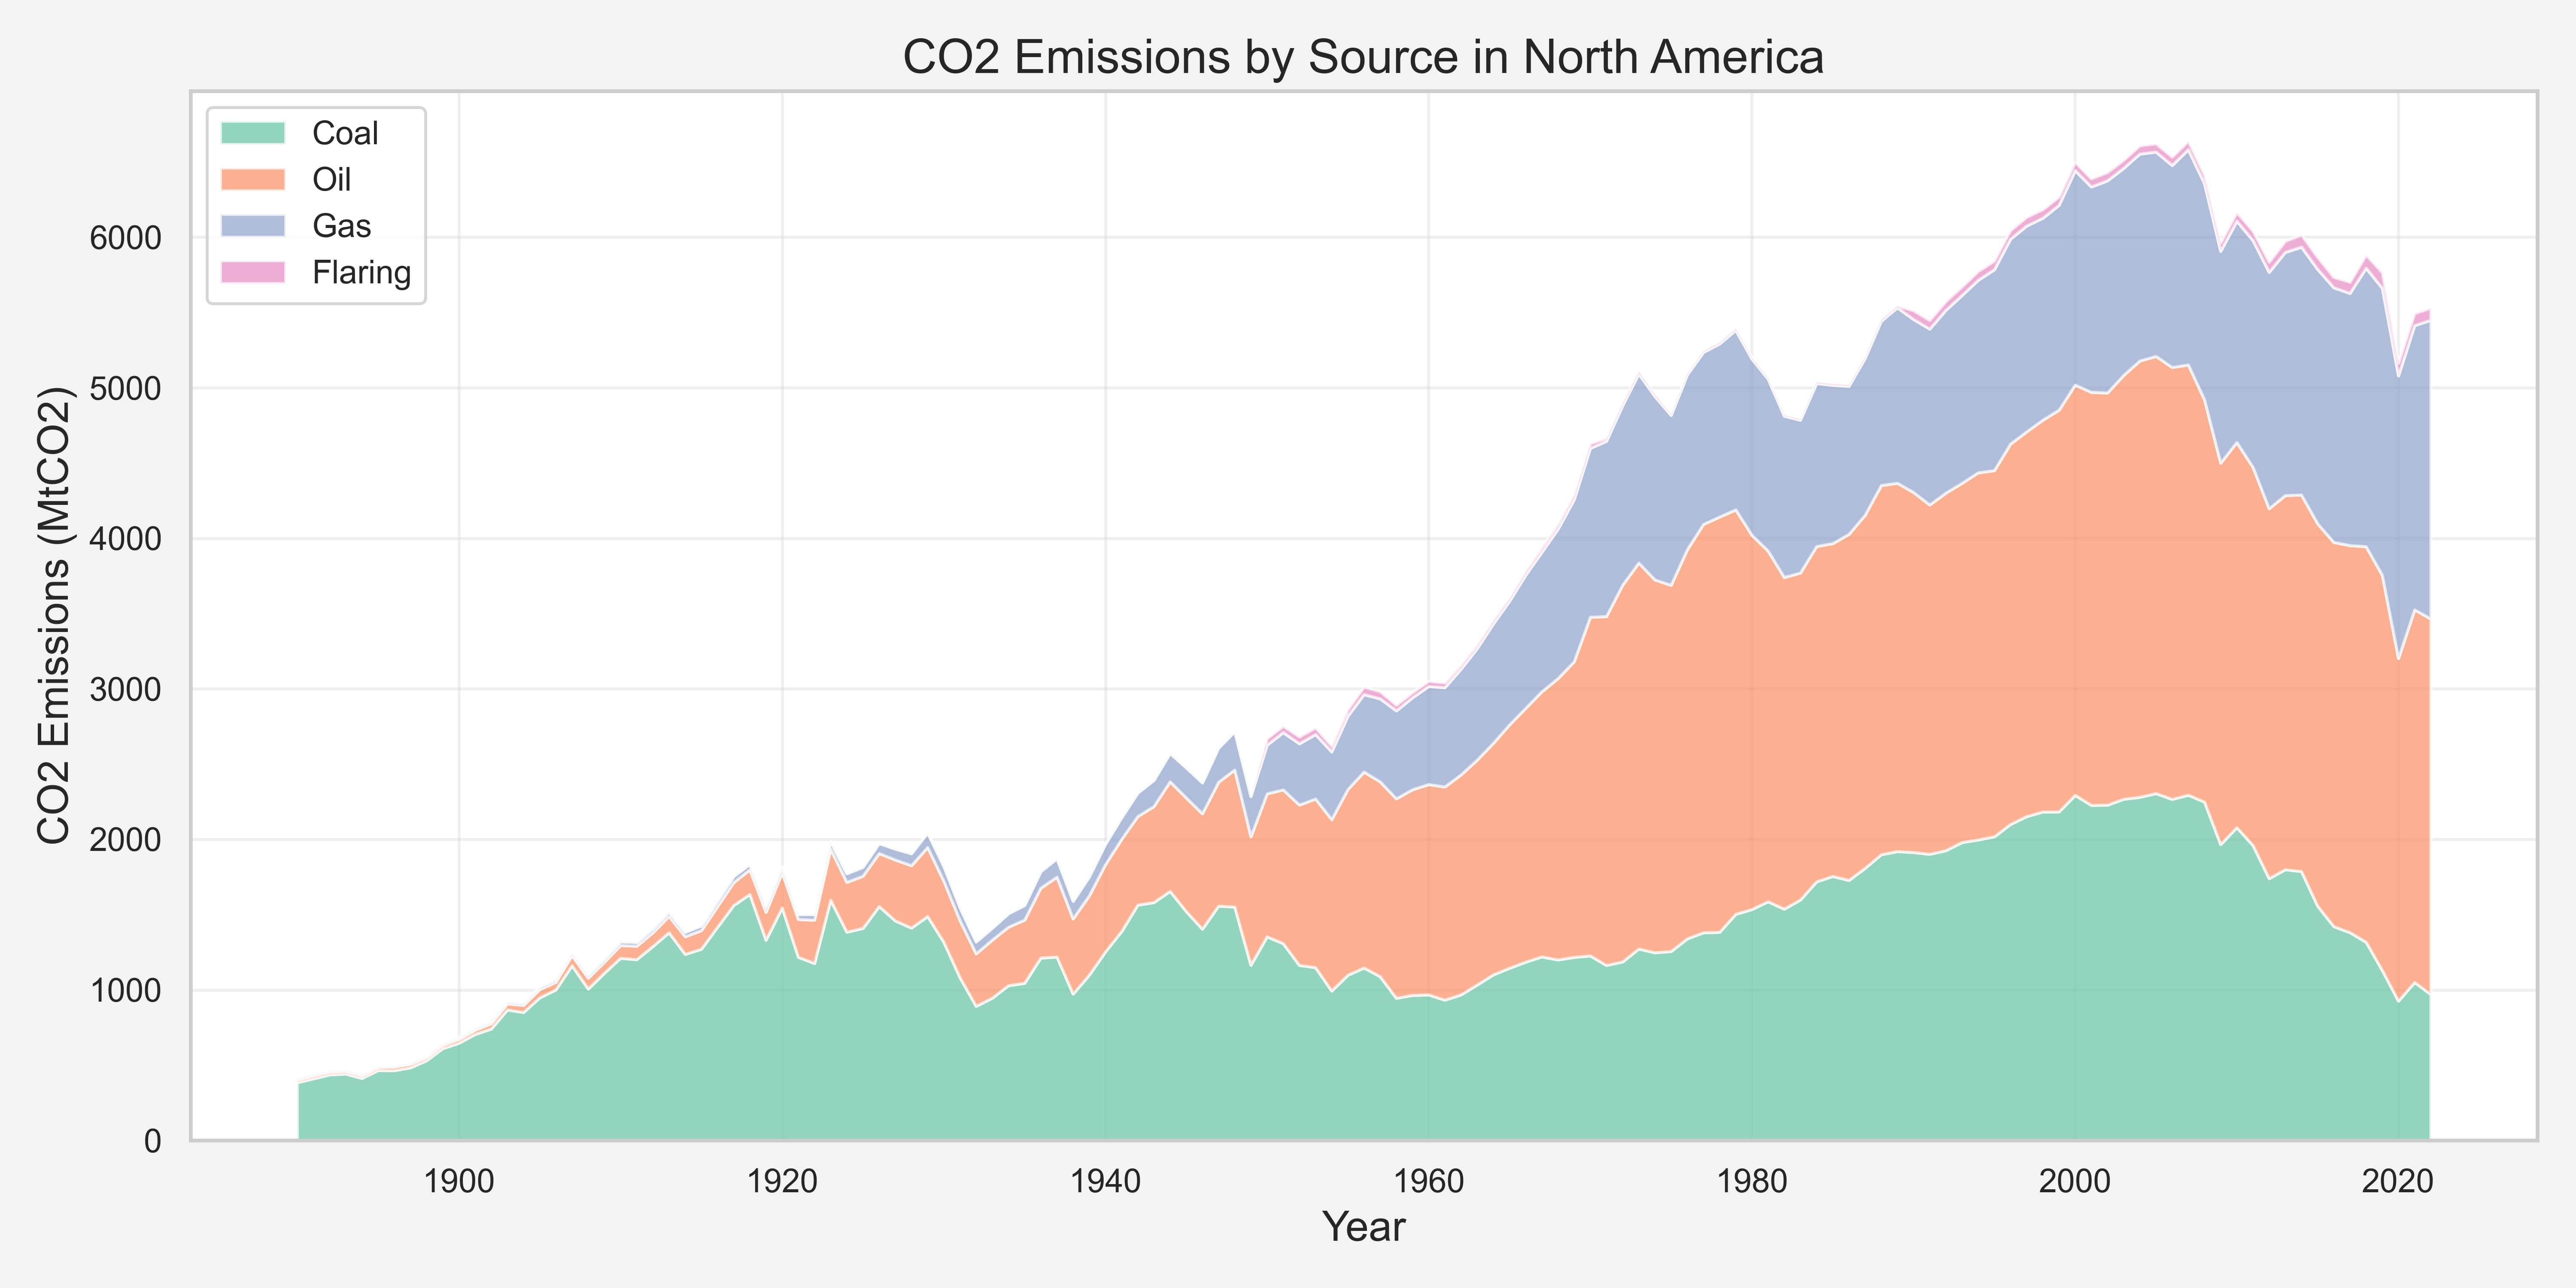 CO2 Emissions by Source in North America
Coal
Oil
Gas
Flaring
CO2 Emissions (MtCO2)
6000
5000
4000
3000
2000
1000
0
1900 1920 1940 1960 1980 2000 2020
Year